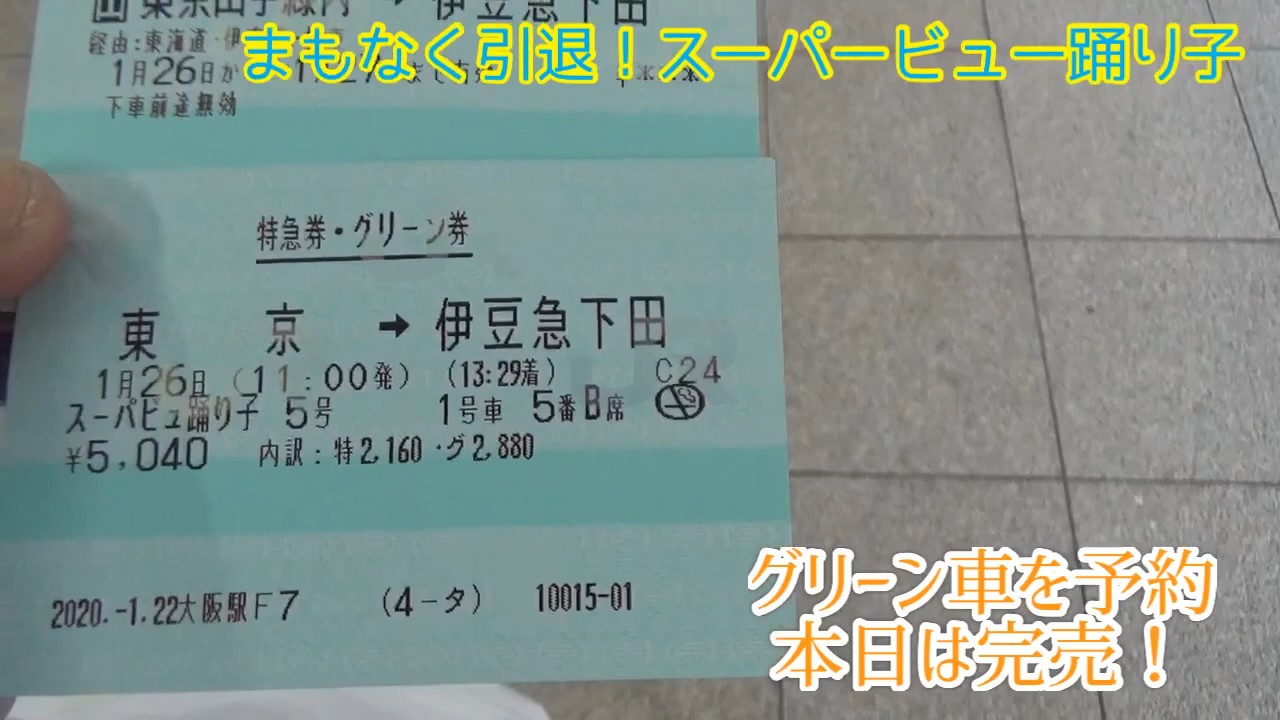 まもなく引退！スーパービュー踊り子
山 東京山手線内 → 伊豆急下田
経由:東海道・伊
1月26日か
下車前途無効
特急券・グリーン券
東 京 → 伊豆急下田
1月26日 (11:00発) (13:29着) C24
スーパビュ踊り子 5号 1号車 5番B席
¥5,040 内訳:特2,160・グ2,880
2020.-1.22大阪駅F7 (4-タ) 10015-01
グリーン車を予約
本日は完売！